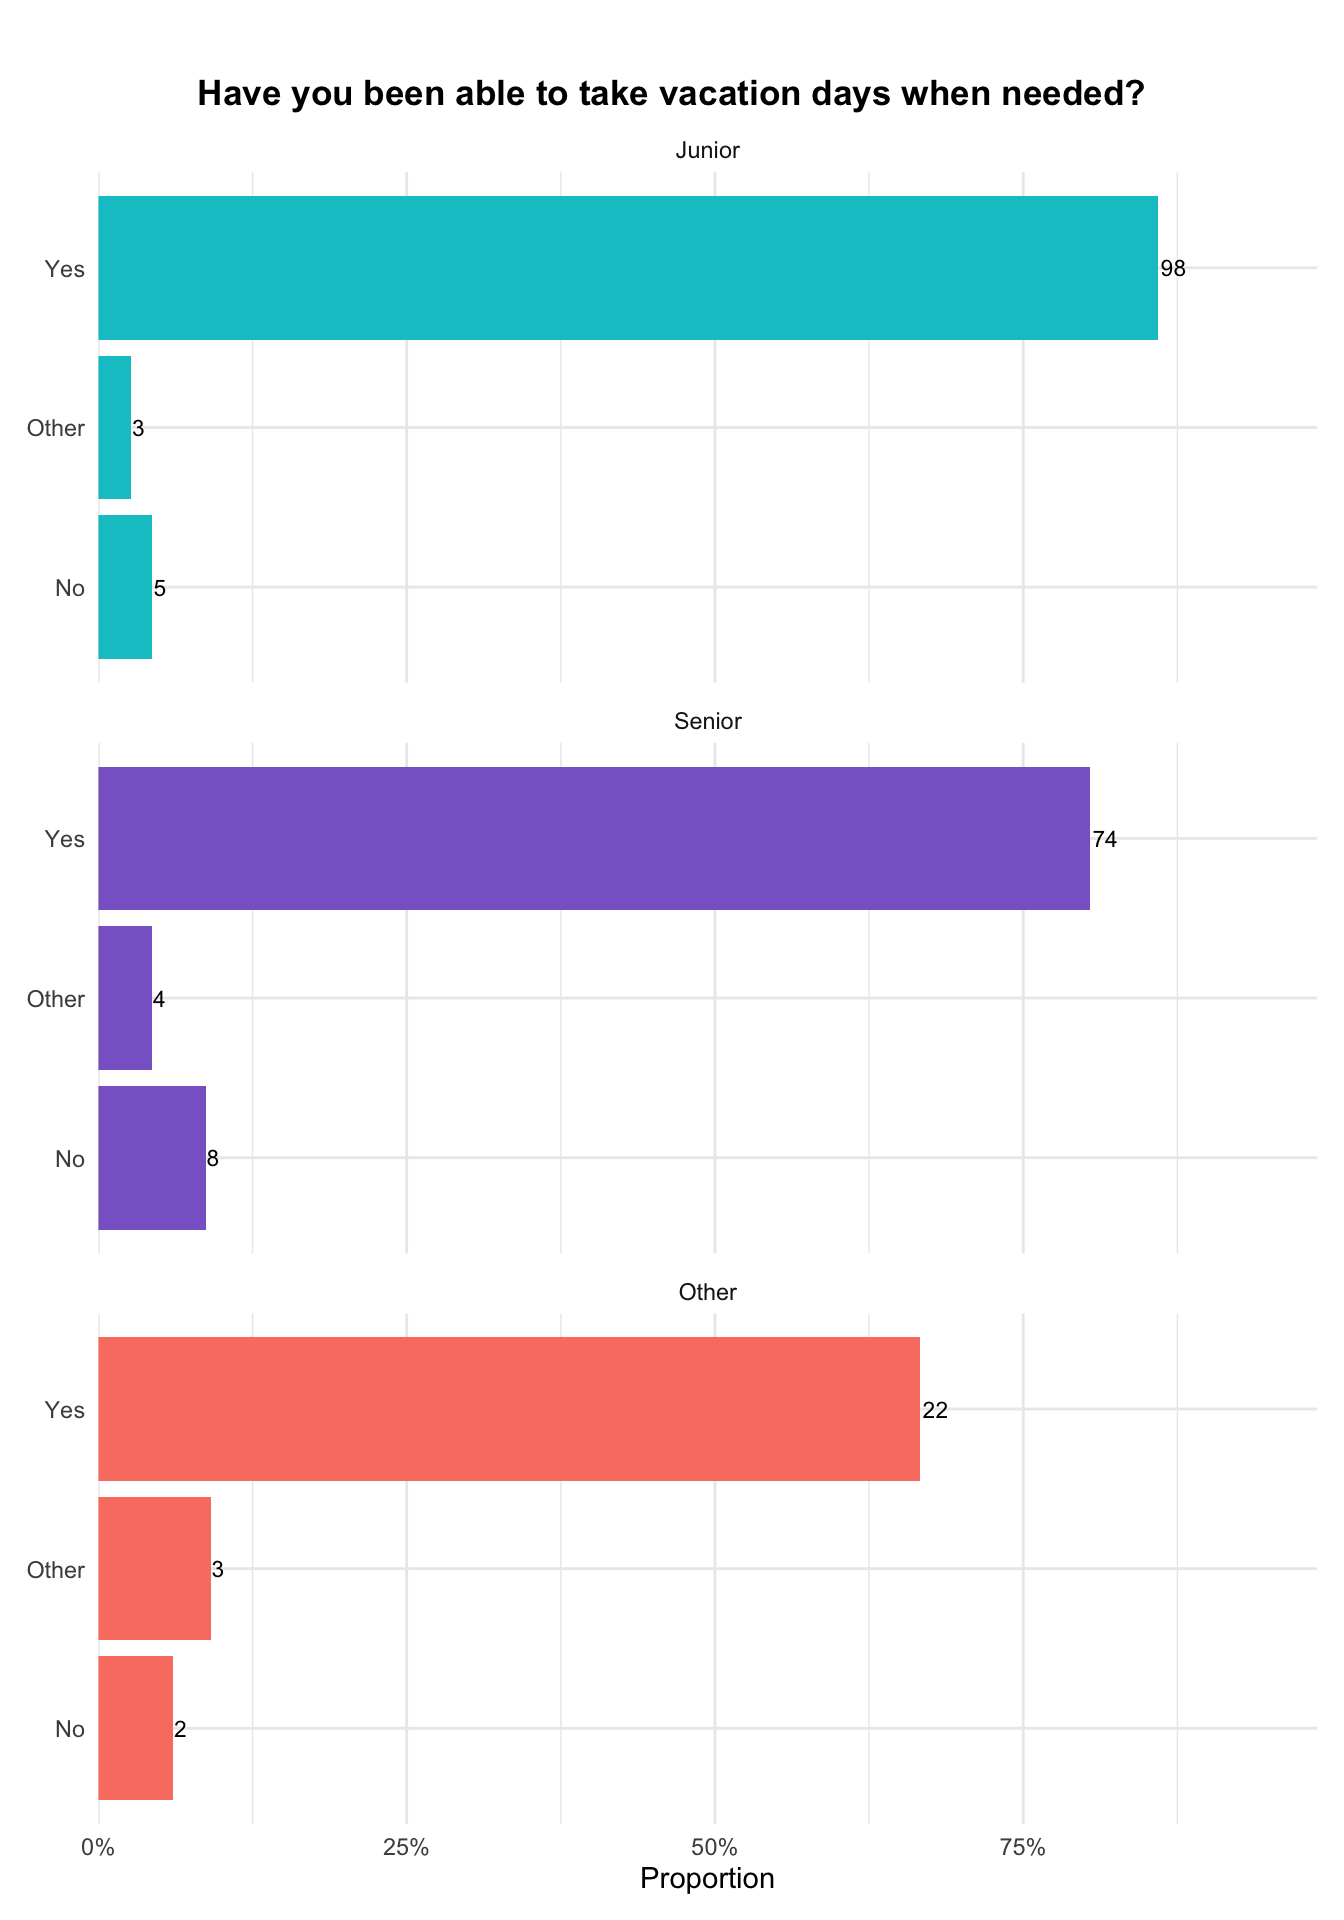 Have you been able to take vacation days when needed?
Junior
Yes
98
Other
3
No
5
Senior
Yes
74
Other
4
No
8
Other
Yes
22
Other
3
No
2
0% 25% 50% 75%
Proportion